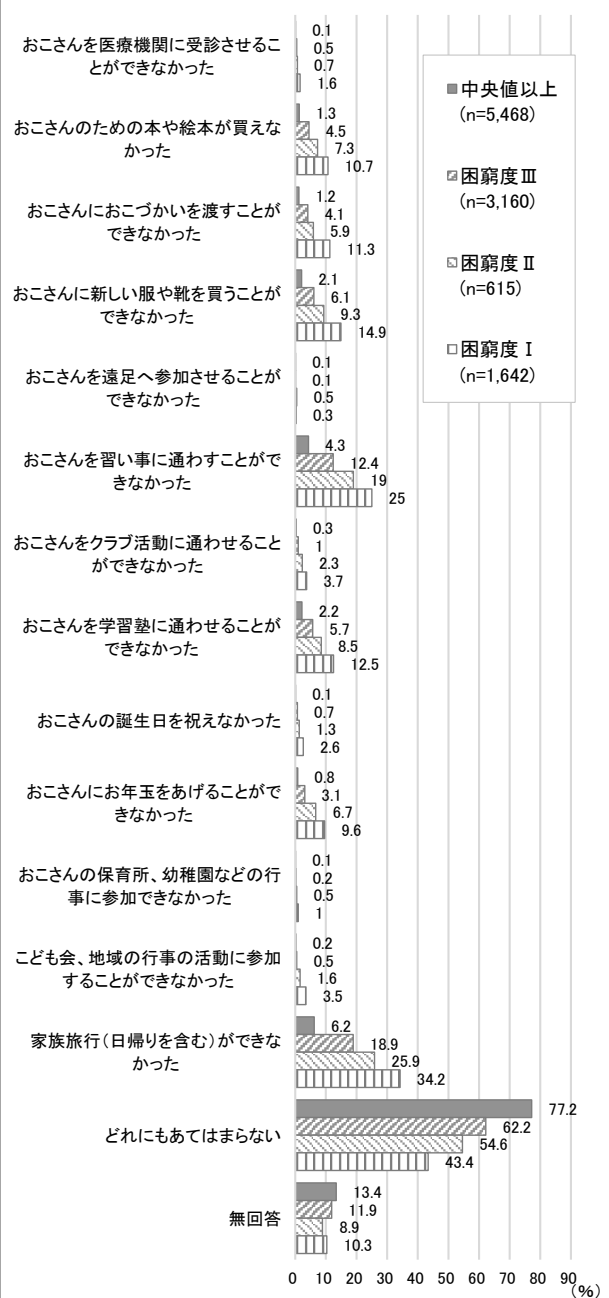 おこさんを医療機関に受診させるこ
とができなかった
0.1
0.5
0.7
1.6
おこさんのための本や絵本が買えな
かった
1.3
4.5
7.3
10.7
おこさんにおこづかいを渡すことが
できなかった
1.2
4.1
5.9
11.3
おこさんに新しい服や靴を買うことが
できなかった
2.1
6.1
9.3
14.9
おこさんを遠足へ参加させることが
できなかった
0.1
0.1
0.5
0.3
おこさんを習い事に通わすことがで
きなかった
4.3
12.4
19
25
おこさんをクラブ活動に通わせること
ができなかった
0.3
1
2.3
3.7
おこさんを学習塾に通わせることが
できなかった
2.2
5.7
8.5
12.5
おこさんの誕生日を祝えなかった
0.1
0.7
1.3
2.6
おこさんにお年玉をあげることがで
きなかった
0.8
3.1
6.7
9.6
おこさんの保育所、幼稚園などの行
事に参加できなかった
0.1
0.2
0.5
1
こども会、地域の行事の活動に参加
することができなかった
0.2
0.5
1.6
3.5
家族旅行(日帰りを含む)ができな
かった
6.2
18.9
25.9
34.2
どれにもあてはまらない
77.2
62.2
54.6
43.4
無回答
13.4
11.9
8.9
10.3
0 10 20 30 40 50 60 70 80 90
(%)
中央値以上
(n=5,468)
困窮度Ⅲ
(n=3,160)
困窮度Ⅱ
(n=615)
困窮度Ⅰ
(n=1,642)